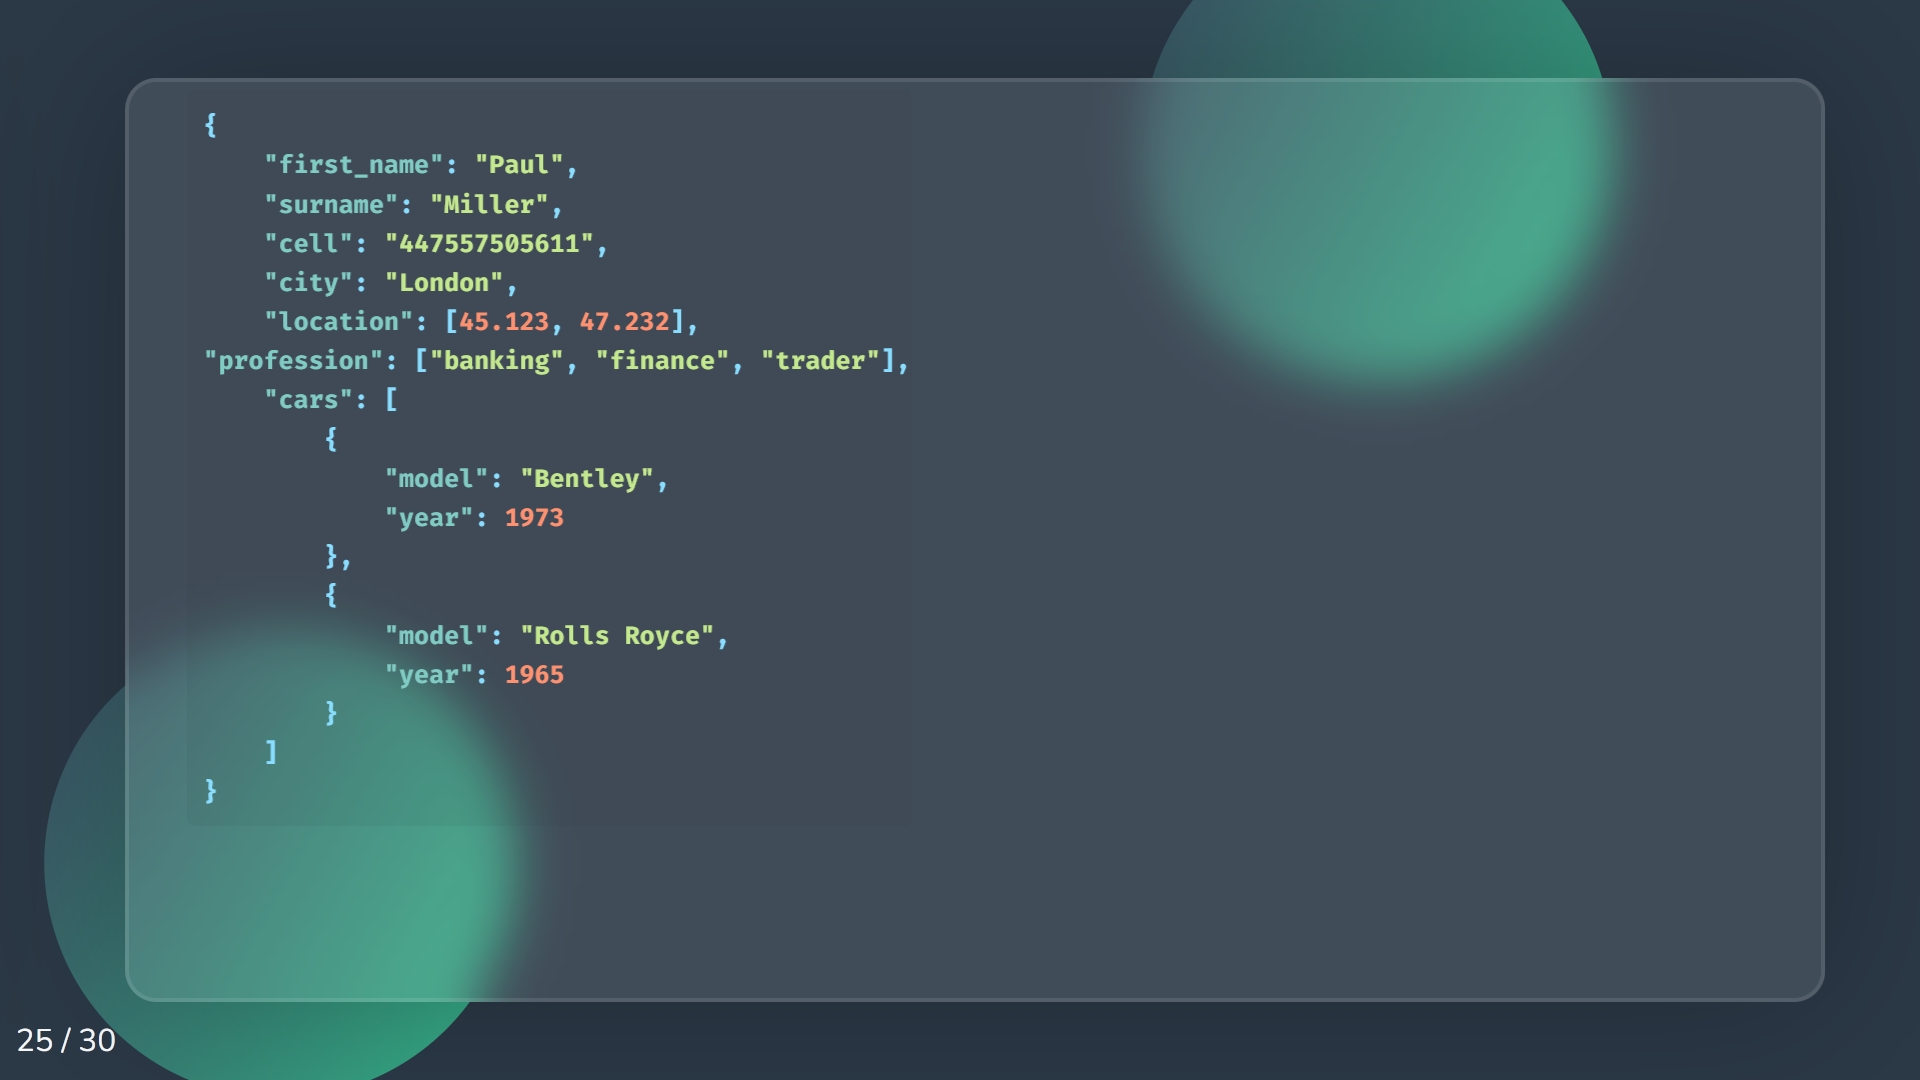 {
    "first_name": "Paul",
    "surname": "Miller",
    "cell": "447557505611",
    "city": "London",
    "location": [45.123, 47.232],
"profession": ["banking", "finance", "trader"],
    "cars": [
        {
            "model": "Bentley",
            "year": 1973
        },
        {
            "model": "Rolls Royce",
            "year": 1965
        }
    ]
}
25 / 30